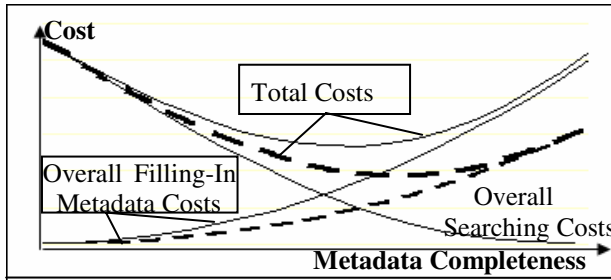 Cost
Total Costs
Overall Filling-In
Metadata Costs
Overall
Searching Costs
Metadata Completeness